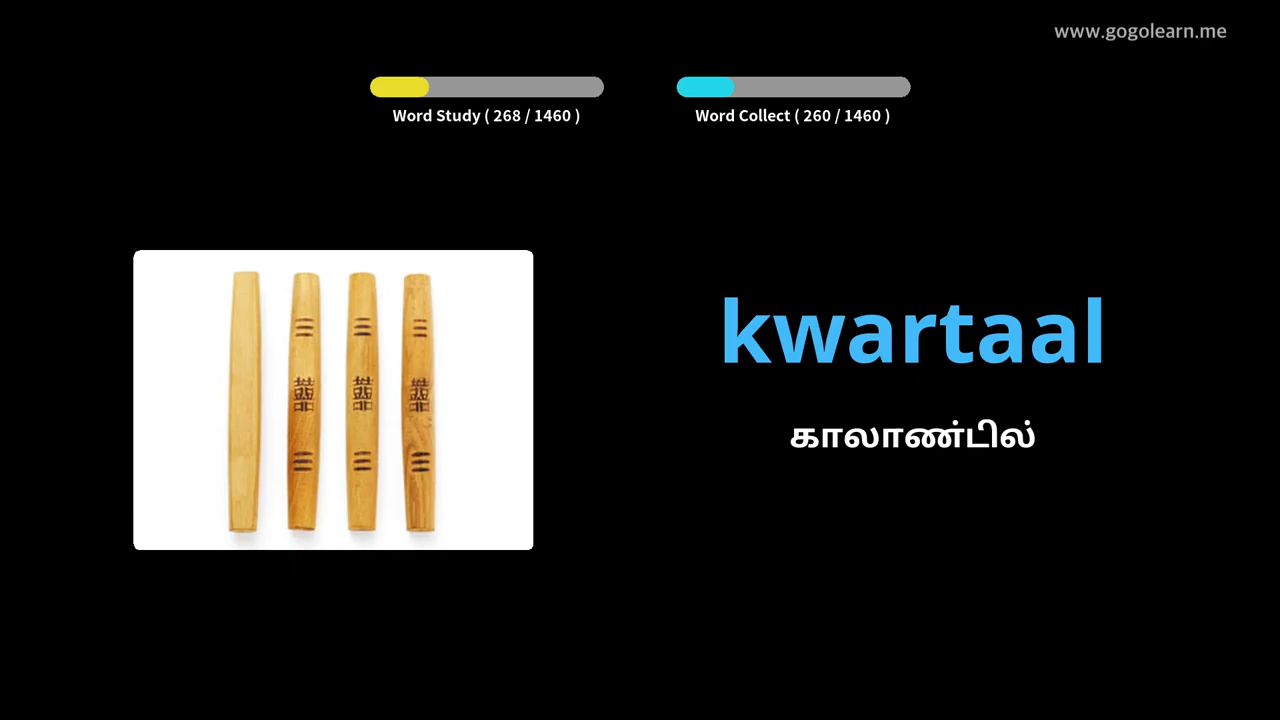 www.gogolearn.me
Word Study ( 268 / 1460 )
Word Collect ( 260 / 1460 )
kwartaal
காலாண்டில்